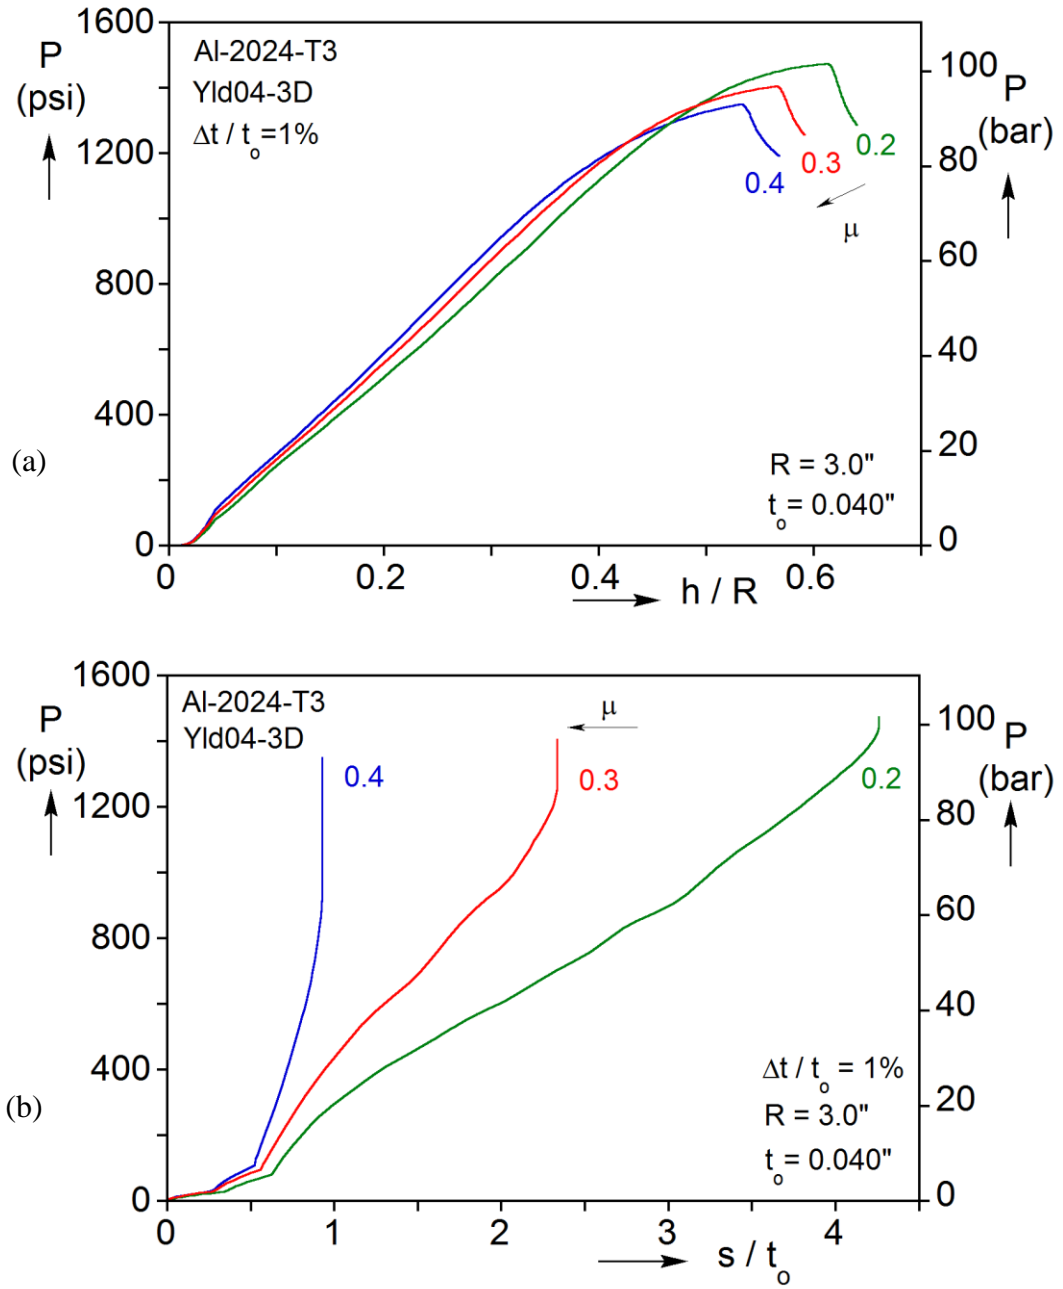 1600
P
(psi)
Al-2024-T3
Yld04-3D
Δt / to=1%
100
P
(bar)
1200
0.2
0.3
0.4
80
μ
60
800
40
400
(a)
20
R = 3.0"
to= 0.040"
0
0
0
0.2
0.4
0.6
h / R
1600
P
(psi)
Al-2024-T3
Yld04-3D
μ
100
P
(bar)
0.4
0.3
0.2
1200
80
800
60
40
400
(b)
Δt / to = 1%
R = 3.0"
to= 0.040"
20
0
0
0
1
2
3
4
s / to